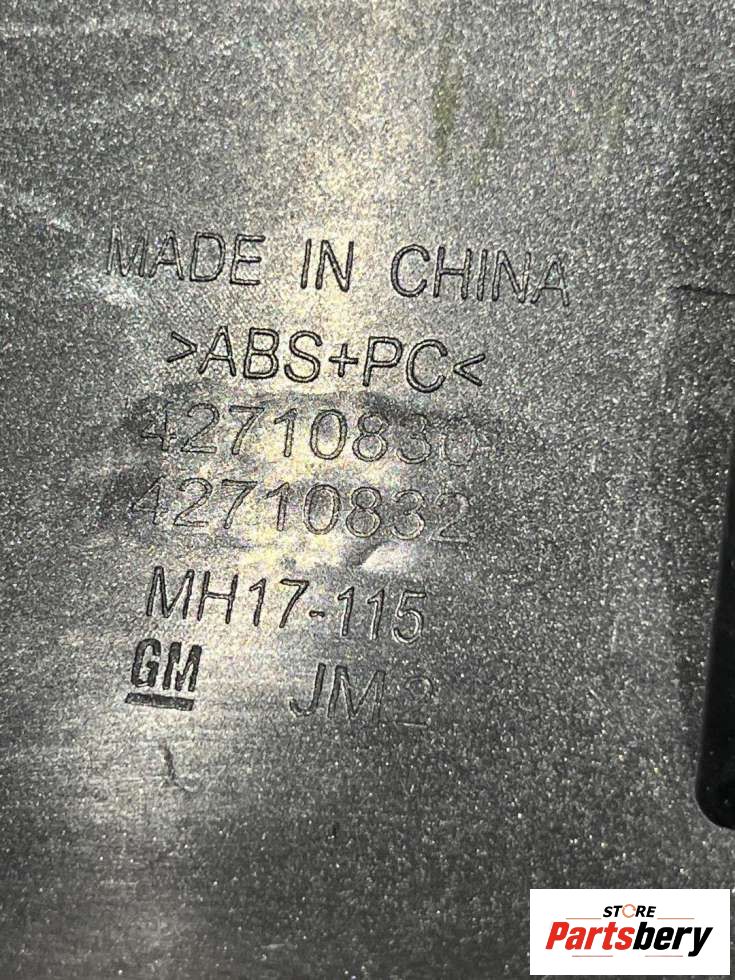 MADE IN CHINA
>ABS+PC<
42710830
42710832
MH17-115
GM JM2
STORE
Partsbery